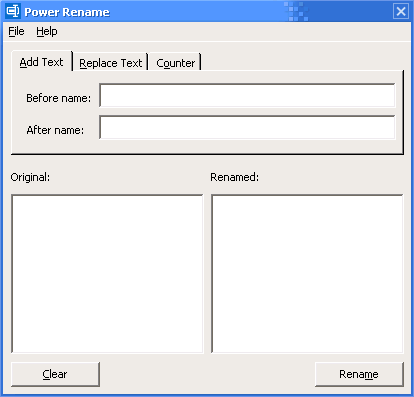 Power Rename
File Help
Add Text Replace Text Counter
Before name:
After name:
Original: Renamed:
Clear Rename